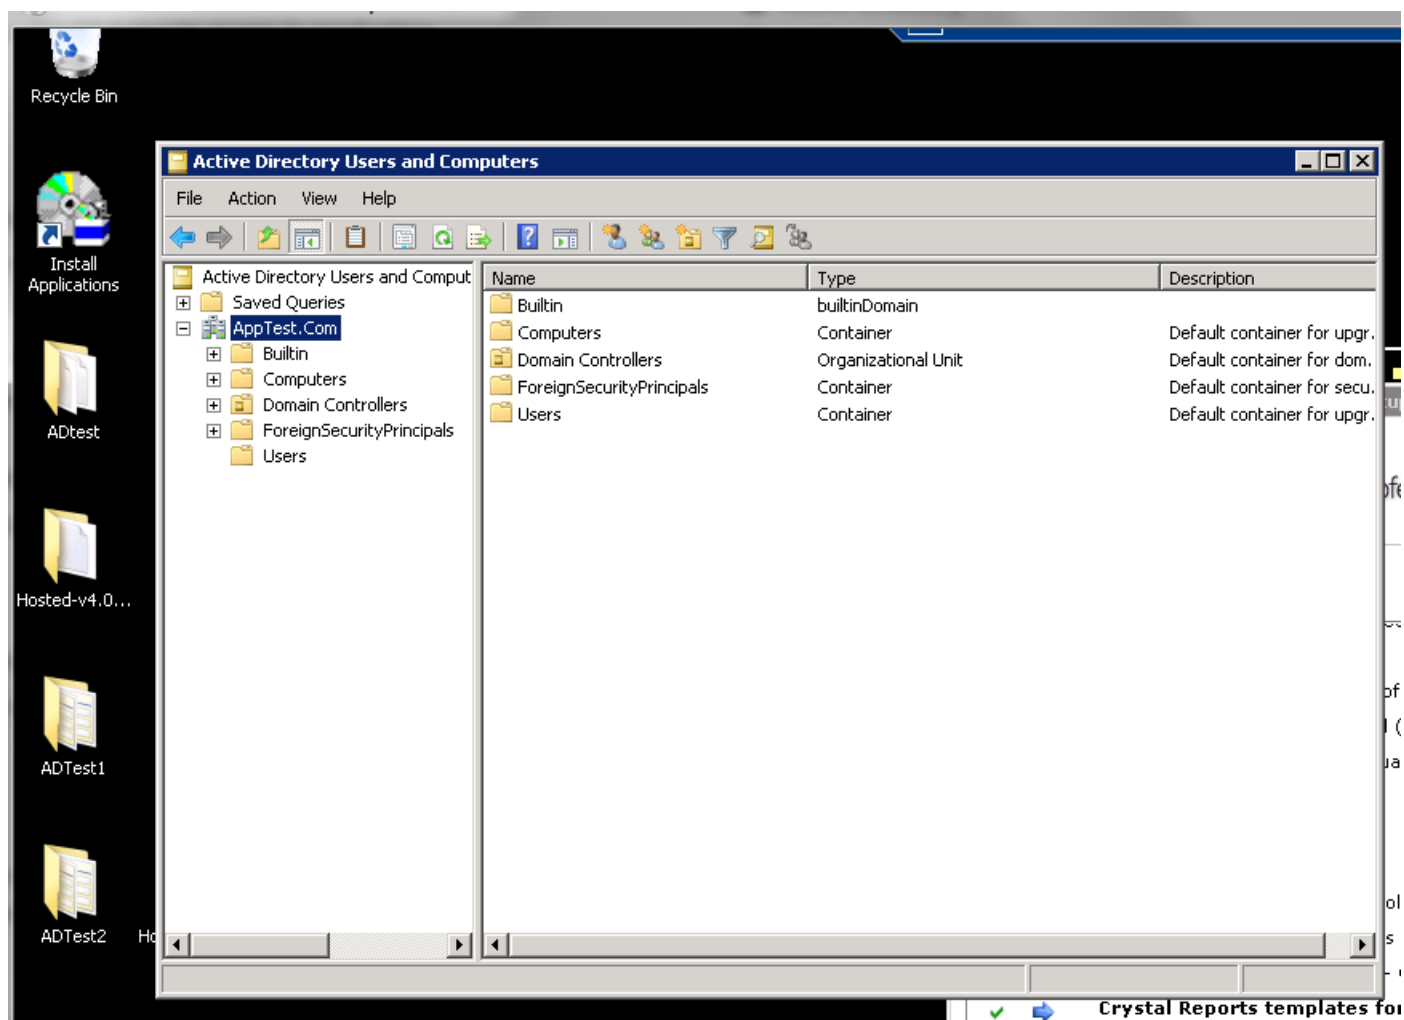 Recycle Bin
Install
Applications
ADtest
Hosted-v4.0...
ADTest1
ADTest2
Active Directory Users and Computers
File Action View Help
Active Directory Users and Comput
Saved Queries
AppTest.Com
Builtin
Computers
Domain Controllers
ForeignSecurityPrincipals
Users
Name Type Description
Builtin builtinDomain
Computers Container Default container for upgr.
Domain Controllers Organizational Unit Default container for dom.
ForeignSecurityPrincipals Container Default container for secu.
Users Container Default container for upgr.
Crystal Reports templates for